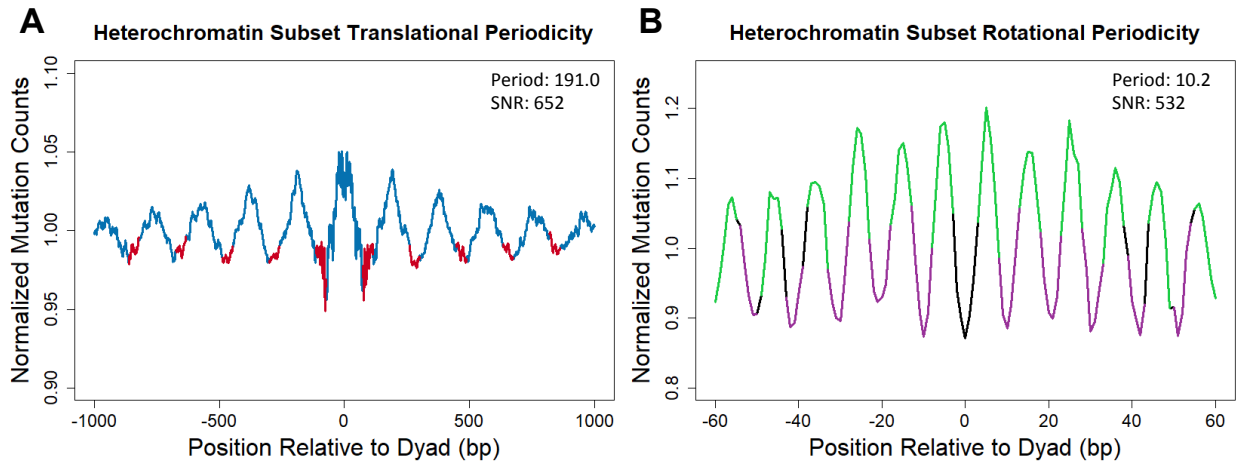 A
Heterochromatin Subset Translational Periodicity
Period: 191.0
SNR: 652
Normalized Mutation Counts
1.10
1.05
1.00
0.95
0.90
-1000
-500
0
500
1000
Position Relative to Dyad (bp)
B
Heterochromatin Subset Rotational Periodicity
Period: 10.2
SNR: 532
Normalized Mutation Counts
1.2
1.1
1.0
0.9
0.8
-60
-40
-20
0
20
40
60
Position Relative to Dyad (bp)